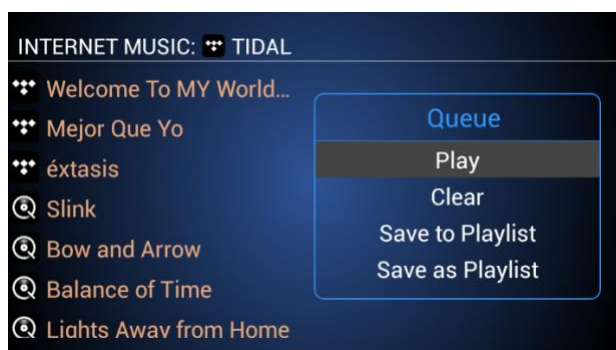 INTERNET MUSIC: TIDAL
Welcome To MY World...
Mejor Que Yo
éxtasis
Slink
Bow and Arrow
Balance of Time
Lights Away from Home
Queue
Play
Clear
Save to Playlist
Save as Playlist